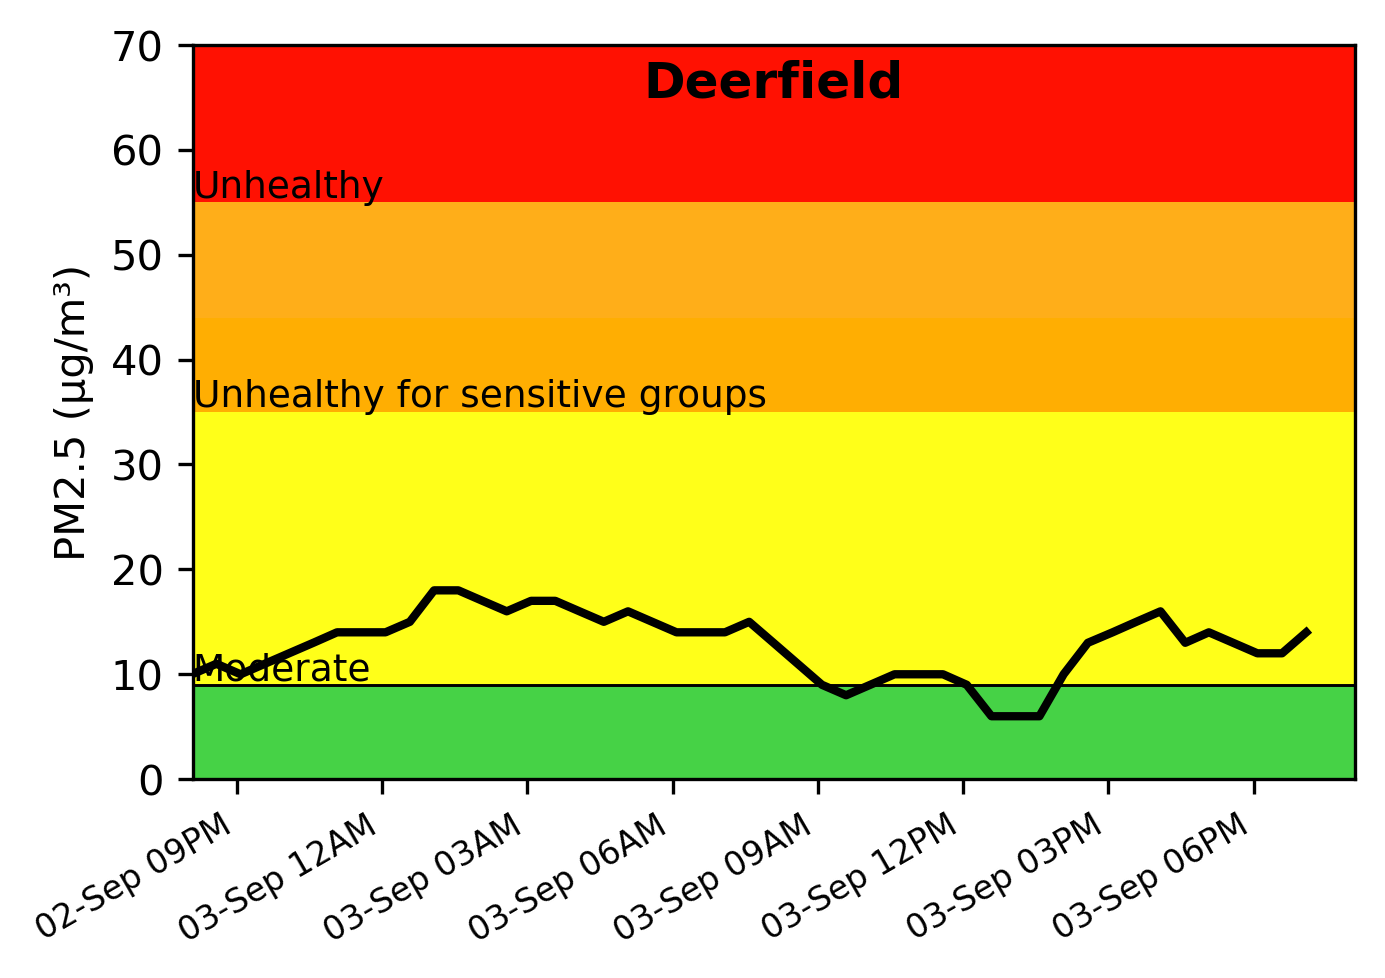 Deerfield
70
60
50
40
30
20
10
0
PM2.5 (µg/m³)
Unhealthy
Unhealthy for sensitive groups
Moderate
02-Sep 09PM
03-Sep 12AM
03-Sep 03AM
03-Sep 06AM
03-Sep 09AM
03-Sep 12PM
03-Sep 03PM
03-Sep 06PM